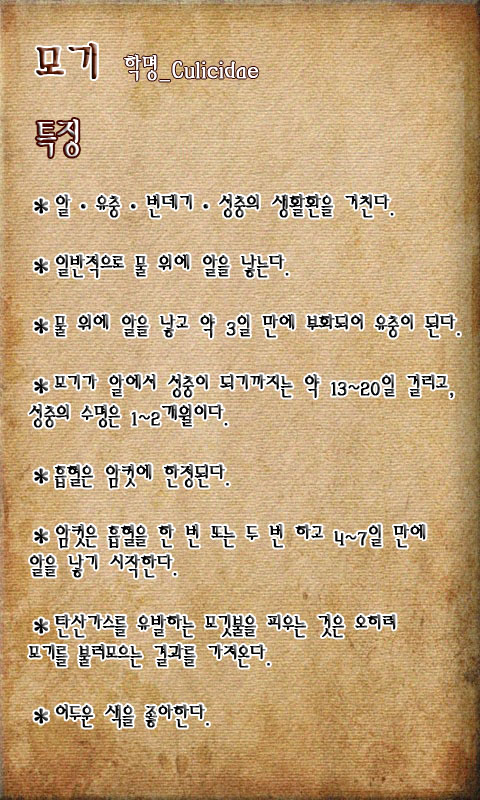 모기 학명_Culicidae
특징
* 알 · 유충 · 번데기 · 성충의 생활환을 거친다.
* 일반적으로 물 위에 알을 낳는다.
* 물 위에 알을 낳고 약 3일 만에 부화되어 유충이 된다.
* 모기가 알에서 성충이 되기까지는 약 13~20일 걸리고,
성충의 수명은 1~2개월이다.
* 흡혈은 암컷에 한정된다.
* 암컷은 흡혈을 한 번 또는 두 번 하고 4~7일 만에
알을 낳기 시작한다.
* 탄산가스를 유발하는 모깃불을 피우는 것은 오히려
모기를 불러모으는 결과를 가져온다.
* 어두운 색을 좋아한다.